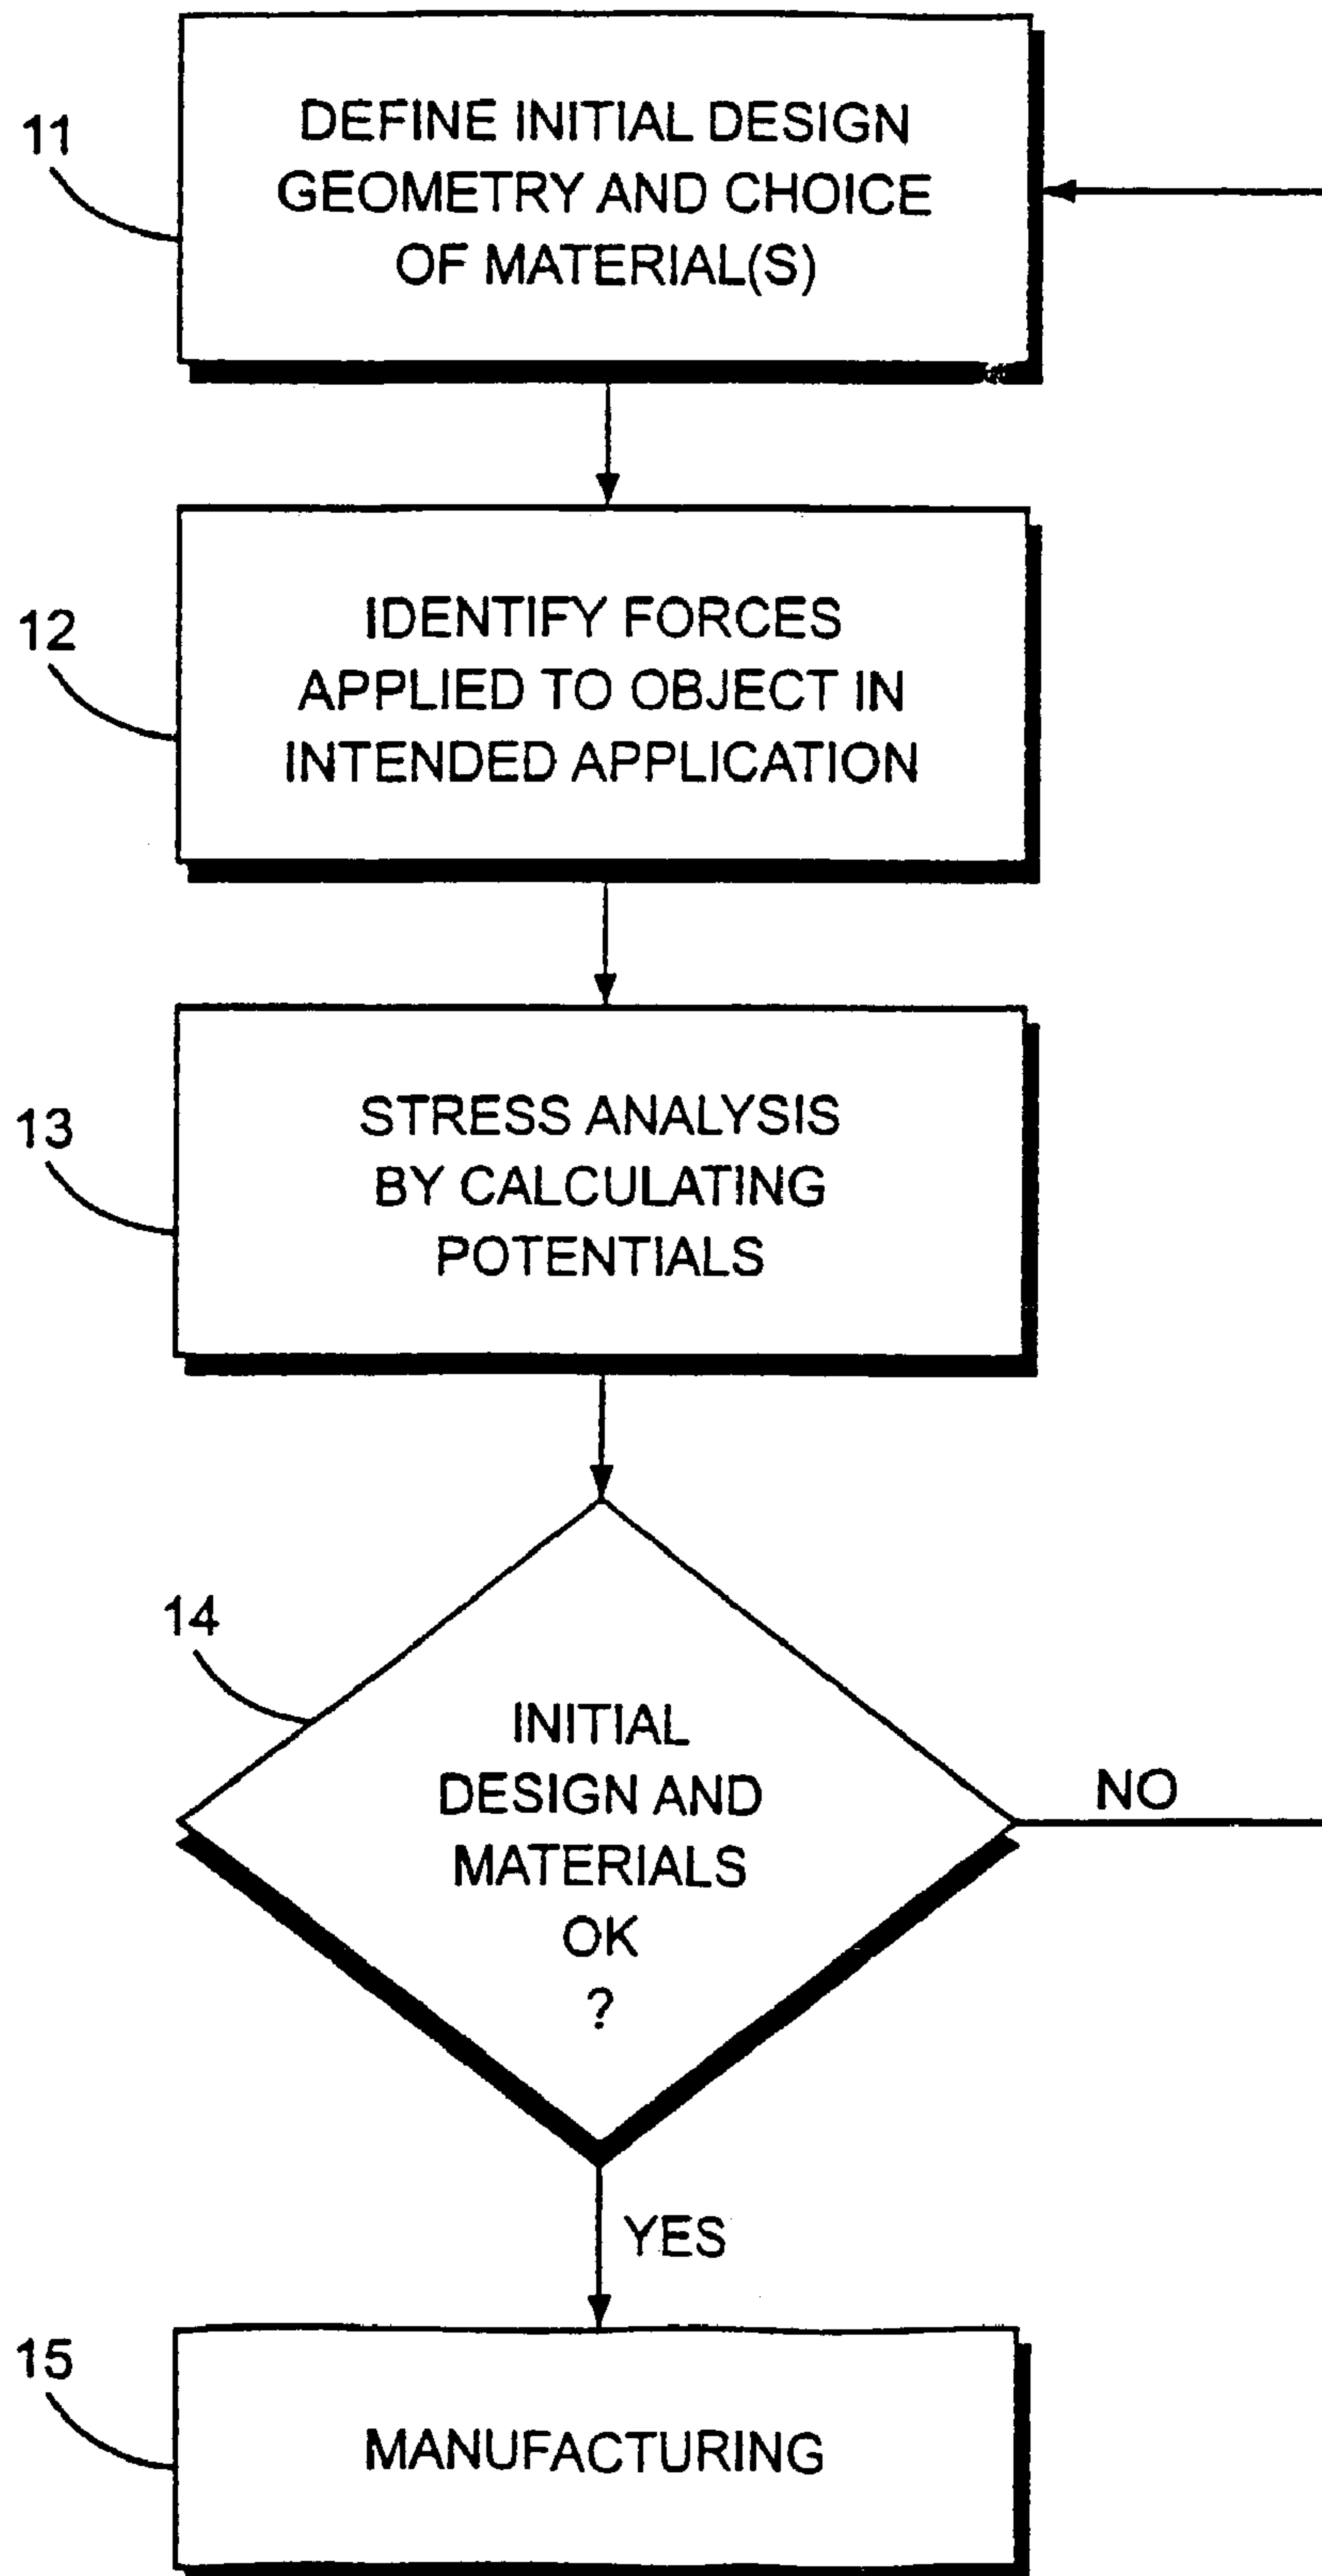 11
DEFINE INITIAL DESIGN
GEOMETRY AND CHOICE
OF MATERIAL(S)
12
IDENTIFY FORCES
APPLIED TO OBJECT IN
INTENDED APPLICATION
13
STRESS ANALYSIS
BY CALCULATING
POTENTIALS
14
INITIAL
DESIGN AND
MATERIALS
OK
?
NO
YES
15
MANUFACTURING